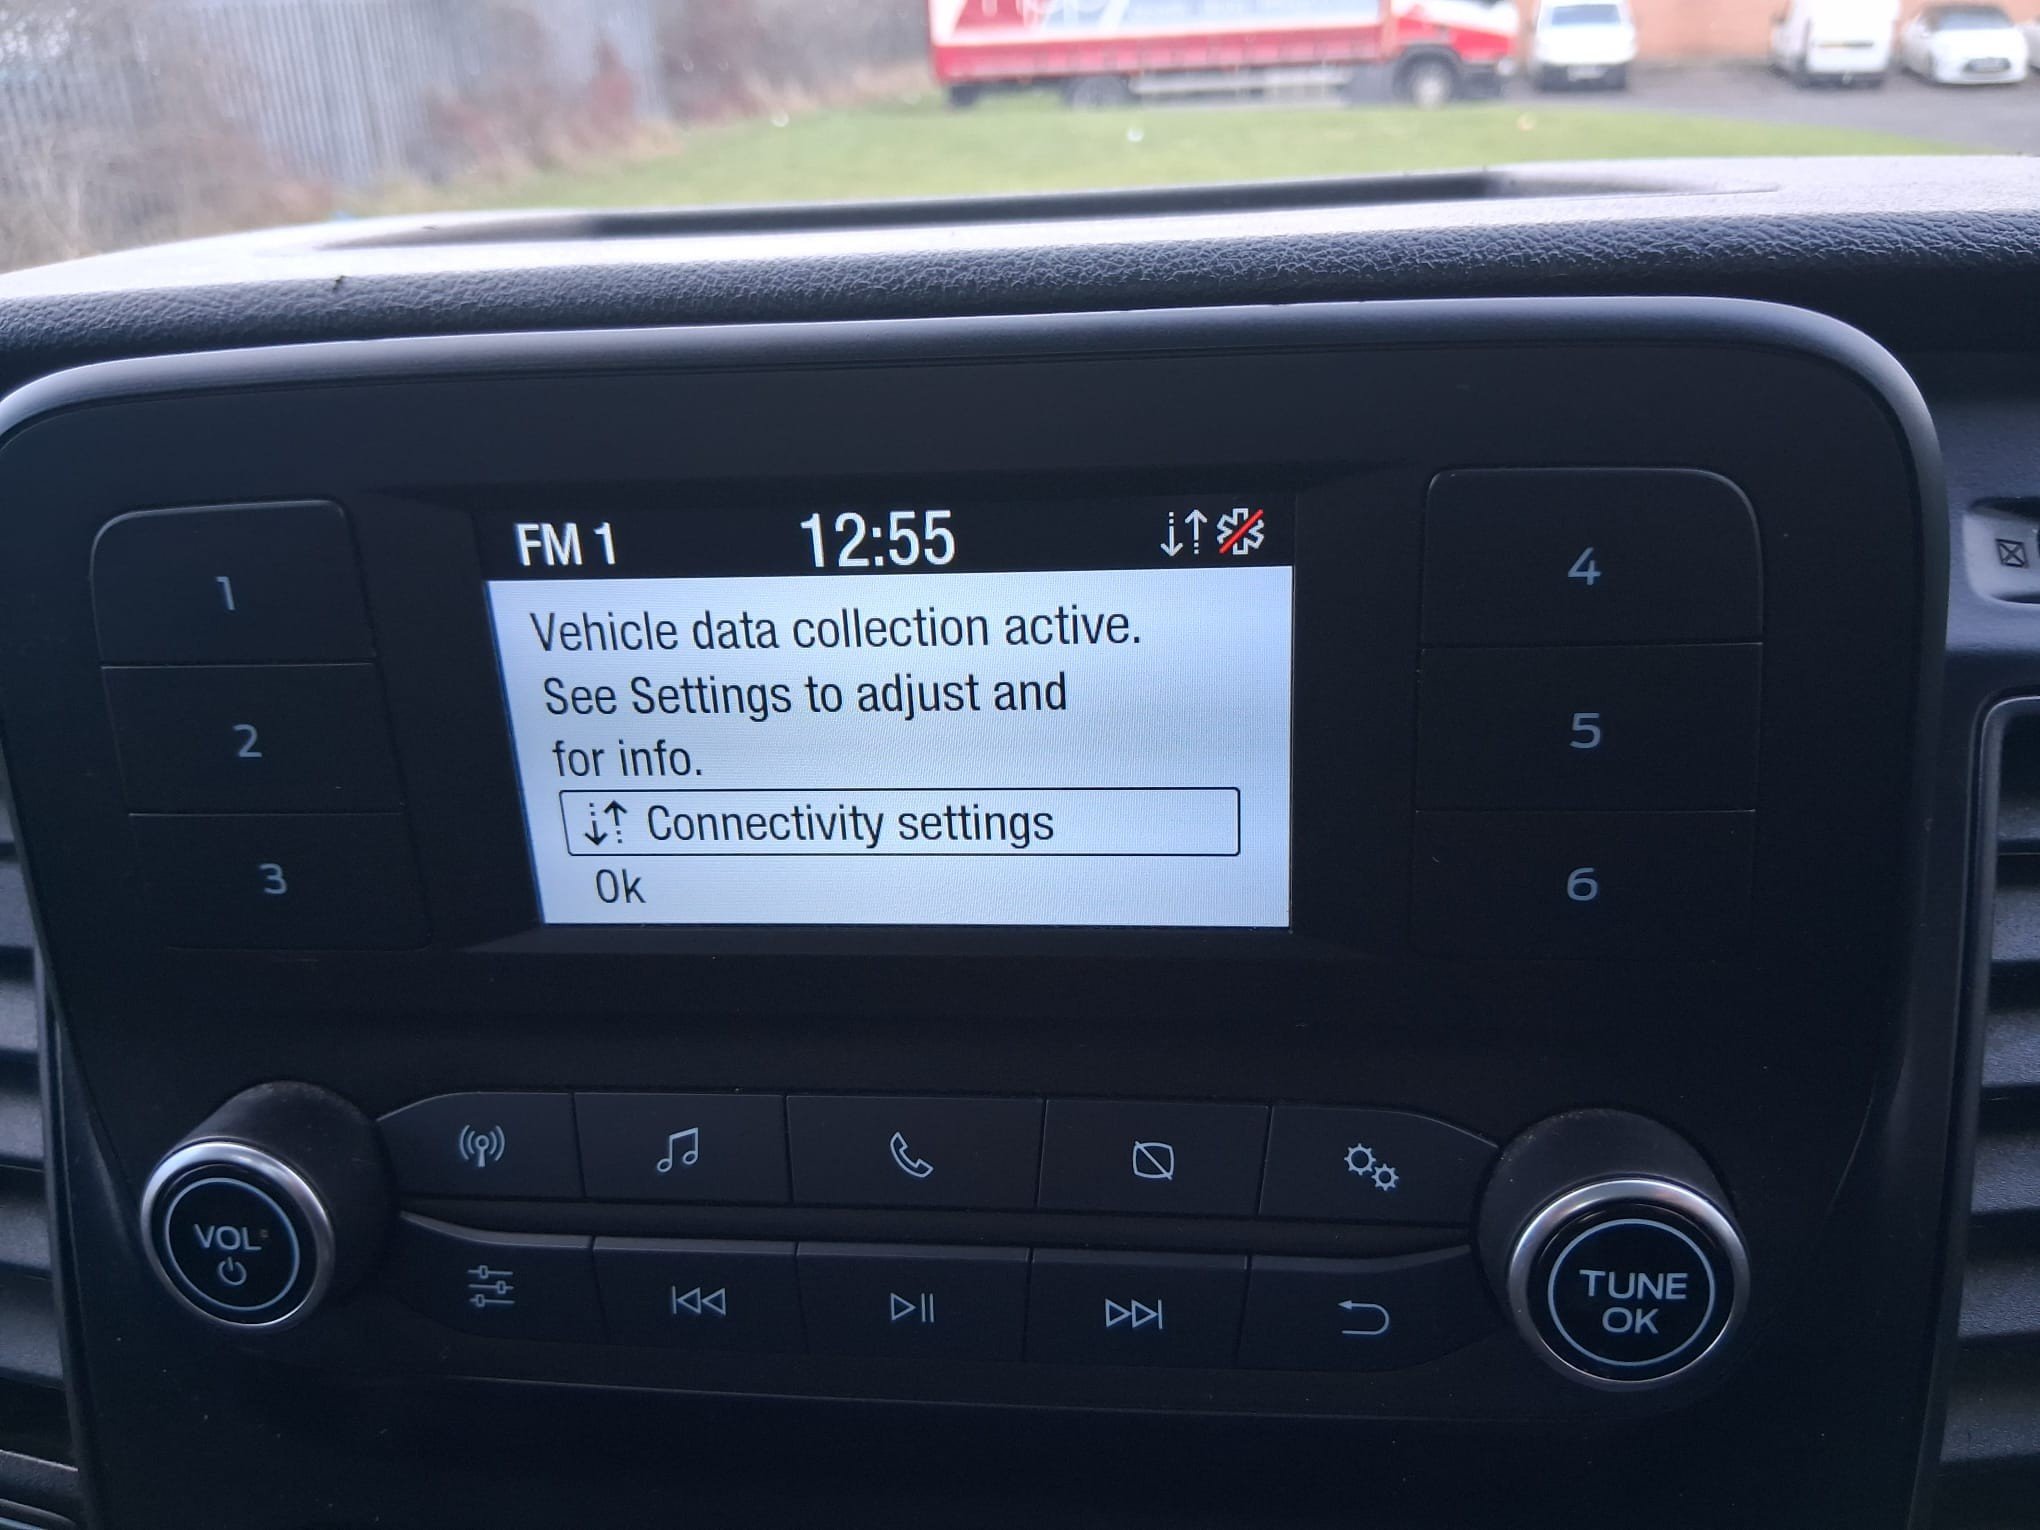 FM 1 12:55
Vehicle data collection active.
See Settings to adjust and
for info.
Connectivity settings
Ok
1
2
3
4
5
6
VOL
TUNE
OK